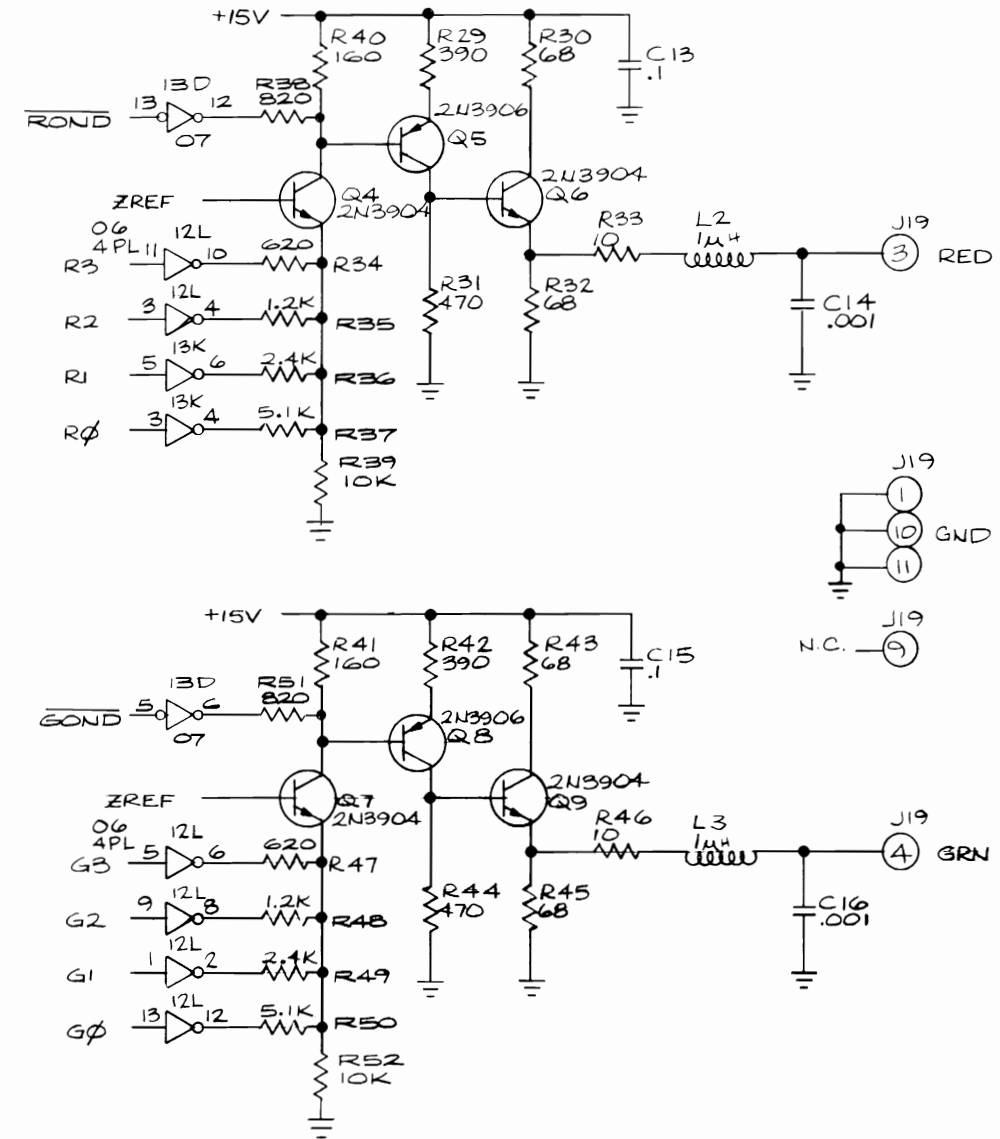 +15V
R40
160
R29
390
R30
68
C13
.1
13D
R38
820
13
12
ROND
07
2N3906
Q5
2N3904
Q6
ZREF
Q4
2N3904
06
4PL
11
12L
10
620
R3
R34
R33
10
L2
1µH
J19
3
RED
12L
3
4
1.2K
R2
R35
R31
470
R32
68
C14
.001
13K
5
6
2.4K
R1
R36
13K
3
4
5.1K
RØ
R37
R39
10K
J19
1
10
GND
11
J19
N.C.
9
+15V
R41
160
R42
390
R43
68
C15
.1
13D
R51
820
5
6
GOND
07
2N3906
Q8
2N3904
Q9
ZREF
Q7
2N3904
06
4PL
5
12L
6
620
G3
R47
R46
10
L3
1µH
J19
4
GRN
12L
9
8
1.2K
G2
R48
R44
470
R45
68
C16
.001
12L
1
2
2.4K
G1
R49
12L
13
12
5.1K
GØ
R50
R52
10K